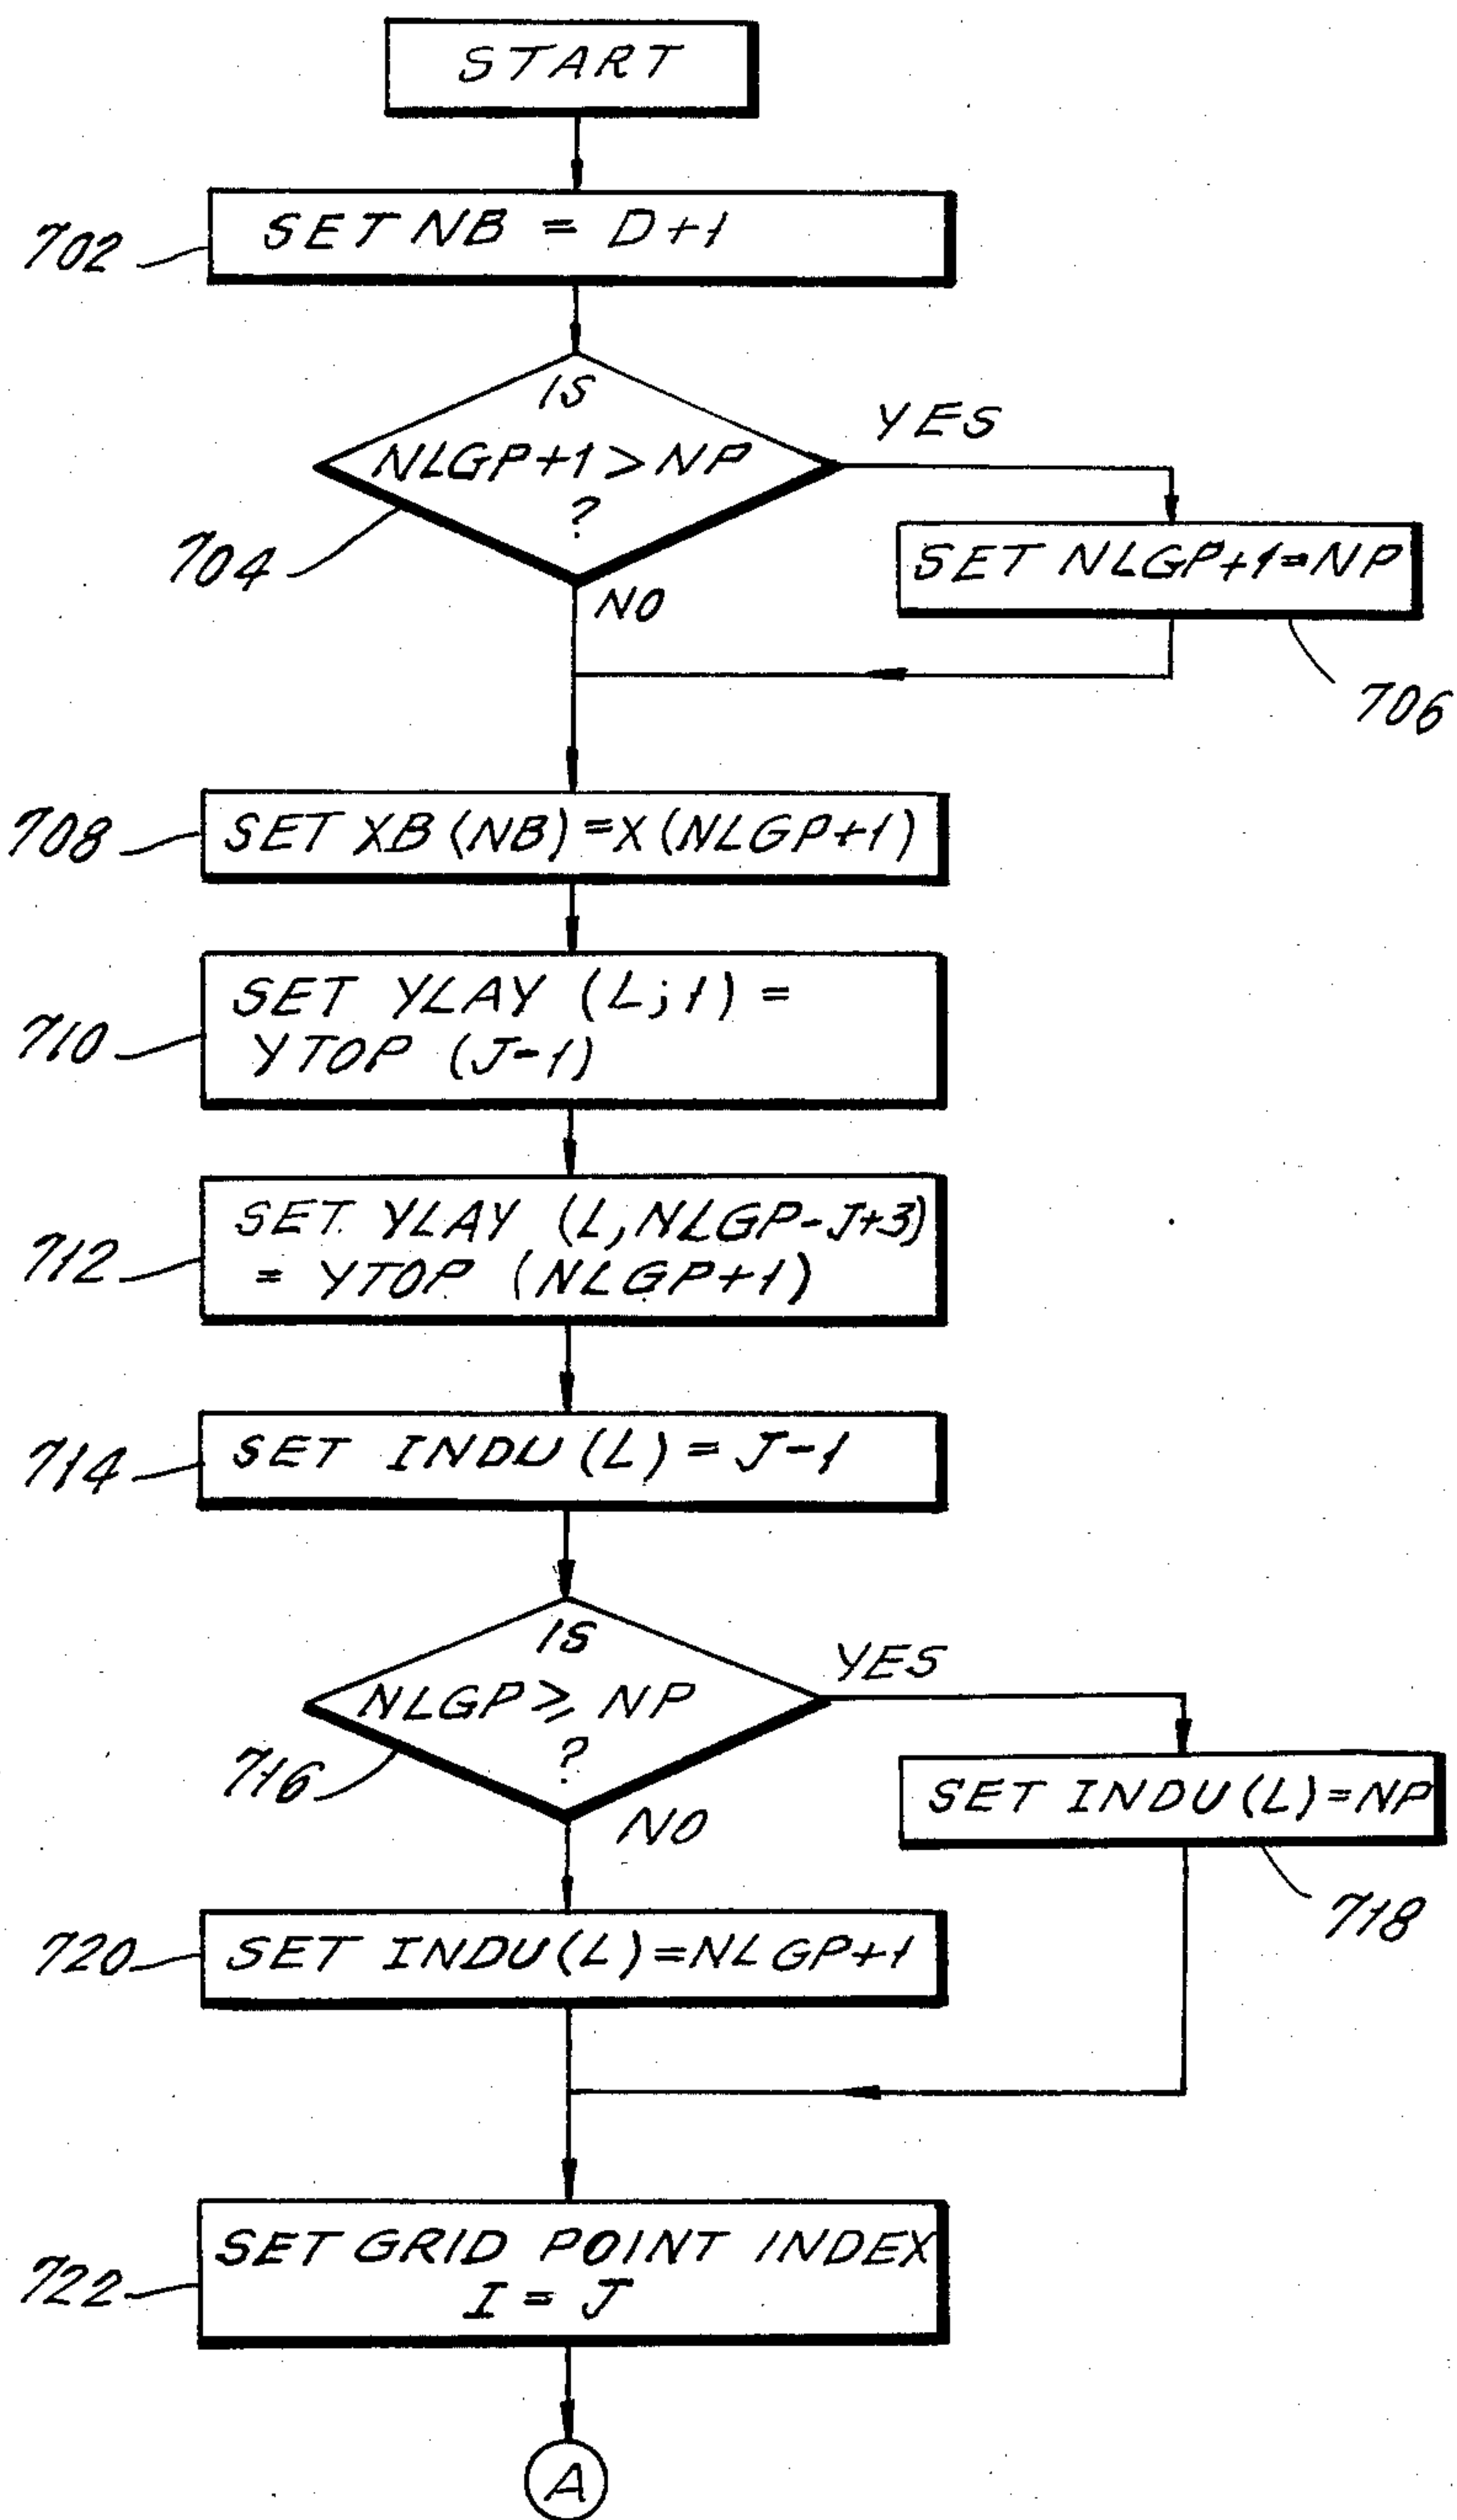 START
702
SET NB = D+1
IS
NLGP+1>NP
?
YES
704
NO
SET NLGP+1=NP
706
708
SET XB(NB)=X(NLGP+1)
710
SET YLAY (L;1)=
YTOP (J-1)
712
SET YLAY (L,NLGP-J+3)
= YTOP (NLGP+1)
714
SET INDU(L)=J-1
IS
NLGP≥NP
?
YES
716
NO
SET INDU(L)=NP
718
720
SET INDU(L)=NLGP+1
722
SET GRID POINT INDEX
I=J
A